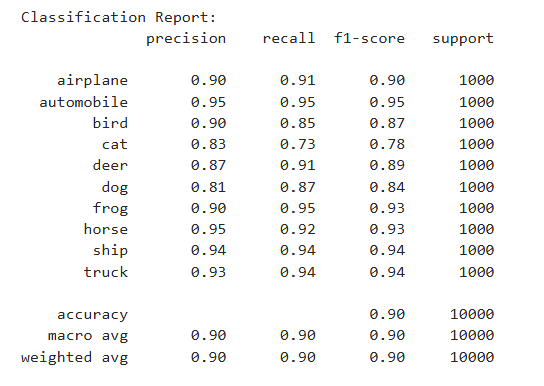 Classification Report:
precision recall f1-score support
airplane 0.90 0.91 0.90 1000
automobile 0.95 0.95 0.95 1000
bird 0.90 0.85 0.87 1000
cat 0.83 0.73 0.78 1000
deer 0.87 0.91 0.89 1000
dog 0.81 0.87 0.84 1000
frog 0.90 0.95 0.93 1000
horse 0.95 0.92 0.93 1000
ship 0.94 0.94 0.94 1000
truck 0.93 0.94 0.94 1000
accuracy 0.90 10000
macro avg 0.90 0.90 0.90 10000
weighted avg 0.90 0.90 0.90 10000